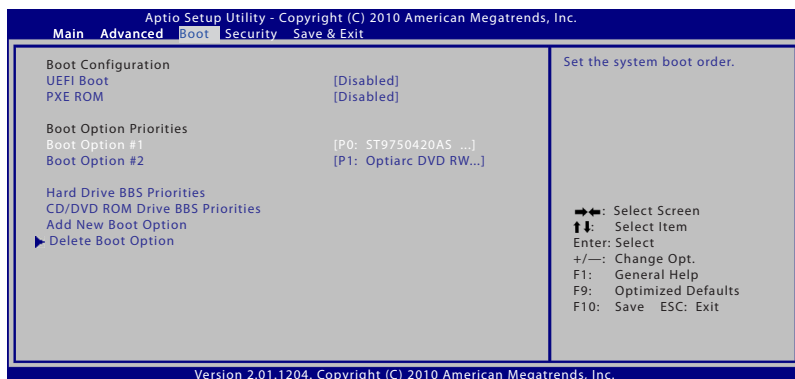 Aptio Setup Utility - Copyright (C) 2010 American Megatrends, Inc.
Main Advanced Boot Security Save & Exit
Boot Configuration
UEFI Boot [Disabled]
PXE ROM [Disabled]
Boot Option Priorities
Boot Option #1 [P0: ST9750420AS ...]
Boot Option #2 [P1: Optiarc DVD RW...]
Hard Drive BBS Priorities
CD/DVD ROM Drive BBS Priorities
Add New Boot Option
Delete Boot Option
Set the system boot order.
→←: Select Screen
↑↓: Select Item
Enter: Select
+/—: Change Opt.
F1: General Help
F9: Optimized Defaults
F10: Save ESC: Exit
Version 2.01.1204. Copyright (C) 2010 American Megatrends, Inc.